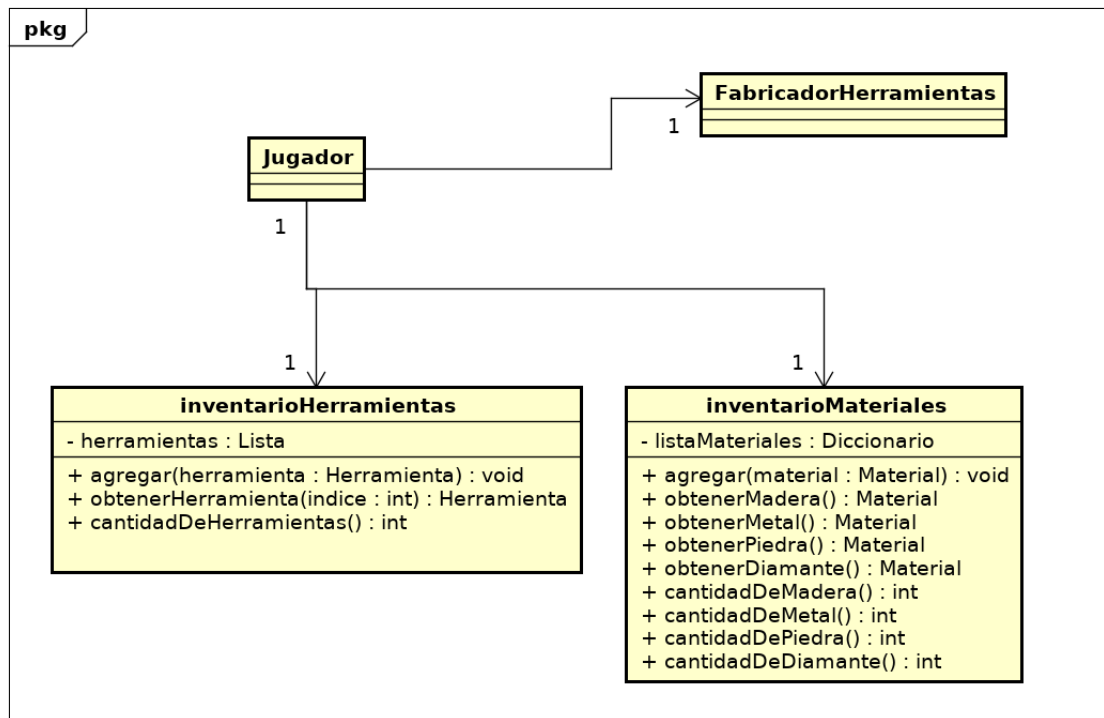 pkg
FabricadorHerramientas
1
Jugador
1
1
1
inventarioHerramientas
- herramientas : Lista
+ agregar(herramienta : Herramienta) : void
+ obtenerHerramienta(indice : int) : Herramienta
+ cantidadDeHerramientas() : int
inventarioMateriales
- listaMateriales : Diccionario
+ agregar(material : Material) : void
+ obtenerMadera() : Material
+ obtenerMetal() : Material
+ obtenerPiedra() : Material
+ obtenerDiamante() : Material
+ cantidadDeMadera() : int
+ cantidadDeMetal() : int
+ cantidadDePiedra() : int
+ cantidadDeDiamante() : int